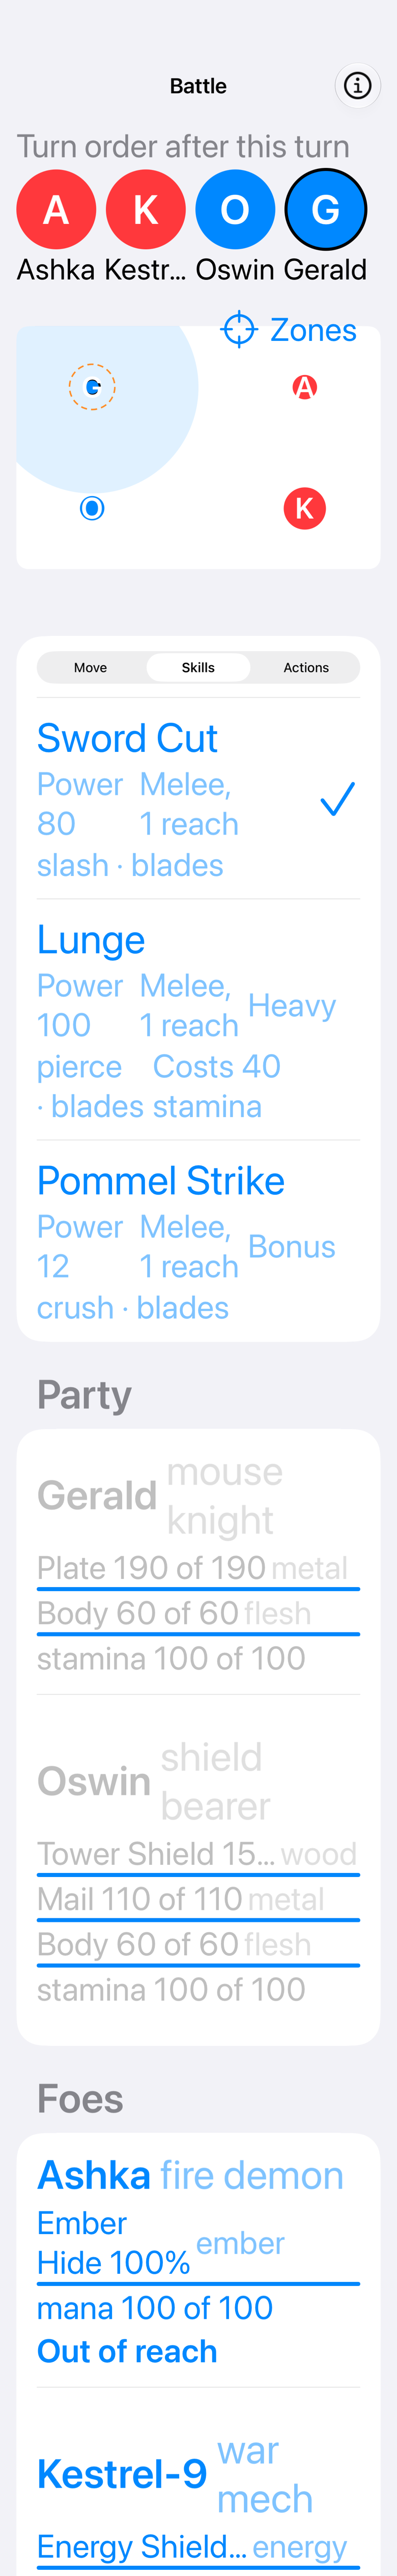 Battle
Turn order after this turn
A K O G
Ashka Kestr... Oswin Gerald
Zones
G A
O K
Move Skills Actions
Sword Cut
Power Melee,
80 1 reach
slash · blades
Lunge
Power Melee,
100 1 reach Heavy
pierce Costs 40
· blades stamina
Pommel Strike
Power Melee,
12 1 reach Bonus
crush · blades
Party
Gerald mouse
knight
Plate 190 of 190 metal
Body 60 of 60 flesh
stamina 100 of 100
Oswin shield
bearer
Tower Shield 15... wood
Mail 110 of 110 metal
Body 60 of 60 flesh
stamina 100 of 100
Foes
Ashka fire demon
Ember
Hide 100% ember
mana 100 of 100
Out of reach
Kestrel-9 war
mech
Energy Shield... energy